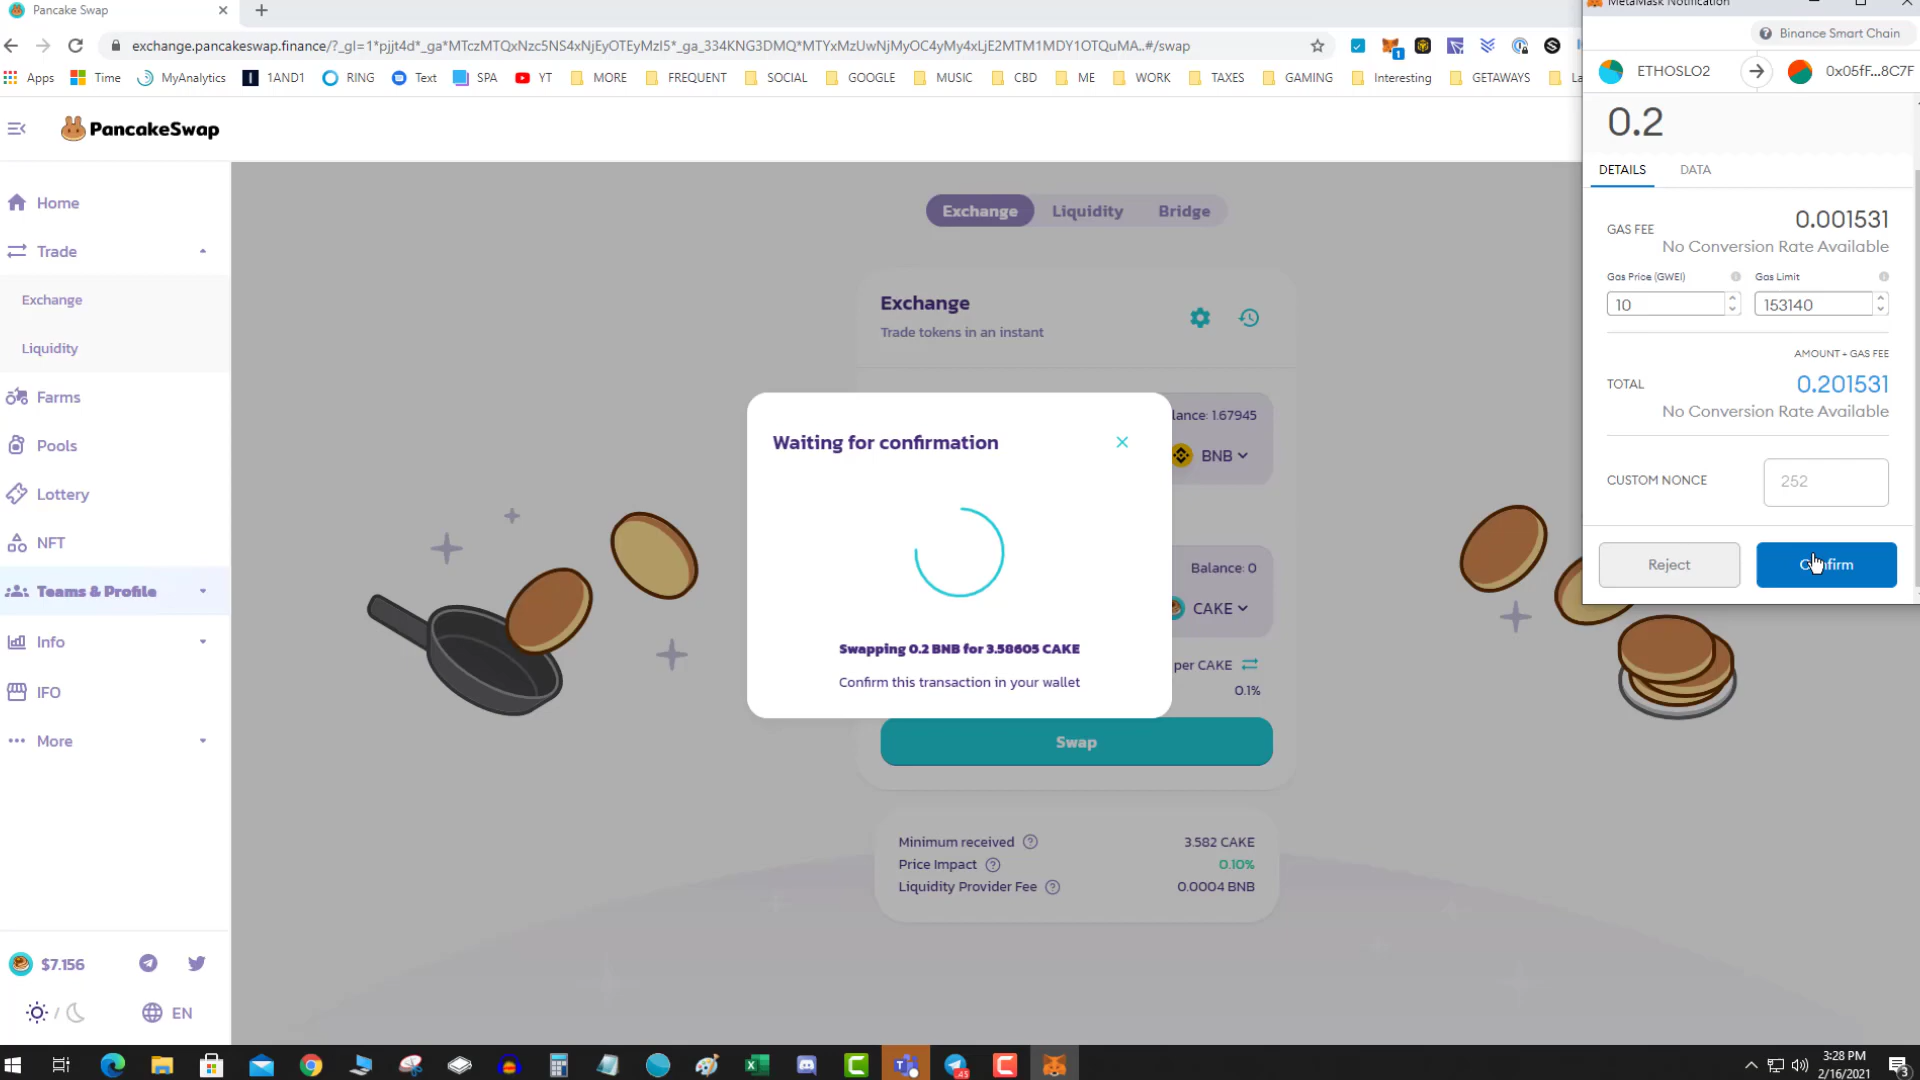 Pancake Swap
MetaMask Notification
exchange.pancakeswap.finance/?_gl=1*pjjt4d*_ga*MTczMTQxNzc5NS4xNjEyOTEyMzI5*_ga_334KNG3DMQ*MTYxMzUwNjMyOC4yMy4xLjE2MTM1MDY1OTQuMA..#/swap
1
Apps
Time
MyAnalytics
1AND1
RING
Text
SPA
YT
MORE
FREQUENT
SOCIAL
GOOGLE
MUSIC
CBD
ME
WORK
TAXES
GAMING
Interesting
GETAWAYS
La
Binance Smart Chain
ETHOSLO2
0x05fF...8C7F
0.2
DETAILS
DATA
GAS FEE
0.001531
No Conversion Rate Available
Gas Price (GWEI)
Gas Limit
10
153140
AMOUNT + GAS FEE
TOTAL
0.201531
No Conversion Rate Available
CUSTOM NONCE
252
Reject
Confirm
PancakeSwap
Home
Trade
Exchange
Liquidity
Farms
Pools
Lottery
NFT
Teams & Profile
Info
IFO
More
$7.156
EN
Exchange
Liquidity
Bridge
Exchange
Trade tokens in an instant
lance: 1.67945
BNB
Balance: 0
CAKE
per CAKE
0.1%
Waiting for confirmation
Swapping 0.2 BNB for 3.58605 CAKE
Confirm this transaction in your wallet
Swap
Minimum received
3.582 CAKE
Price Impact
0.10%
Liquidity Provider Fee
0.0004 BNB
45
3:28 PM
2/16/2021
3